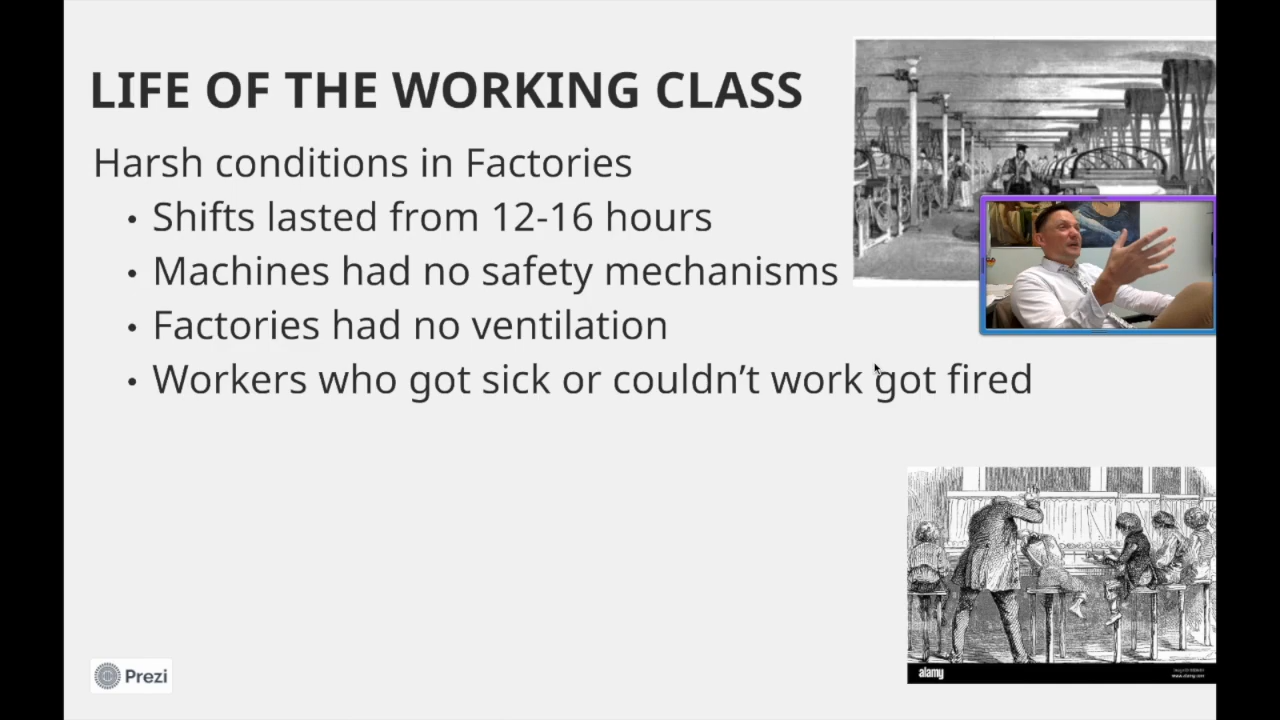 LIFE OF THE WORKING CLASS
Harsh conditions in Factories
• Shifts lasted from 12-16 hours
• Machines had no safety mechanisms
• Factories had no ventilation
• Workers who got sick or couldn’t work got fired
Prezi
alamy